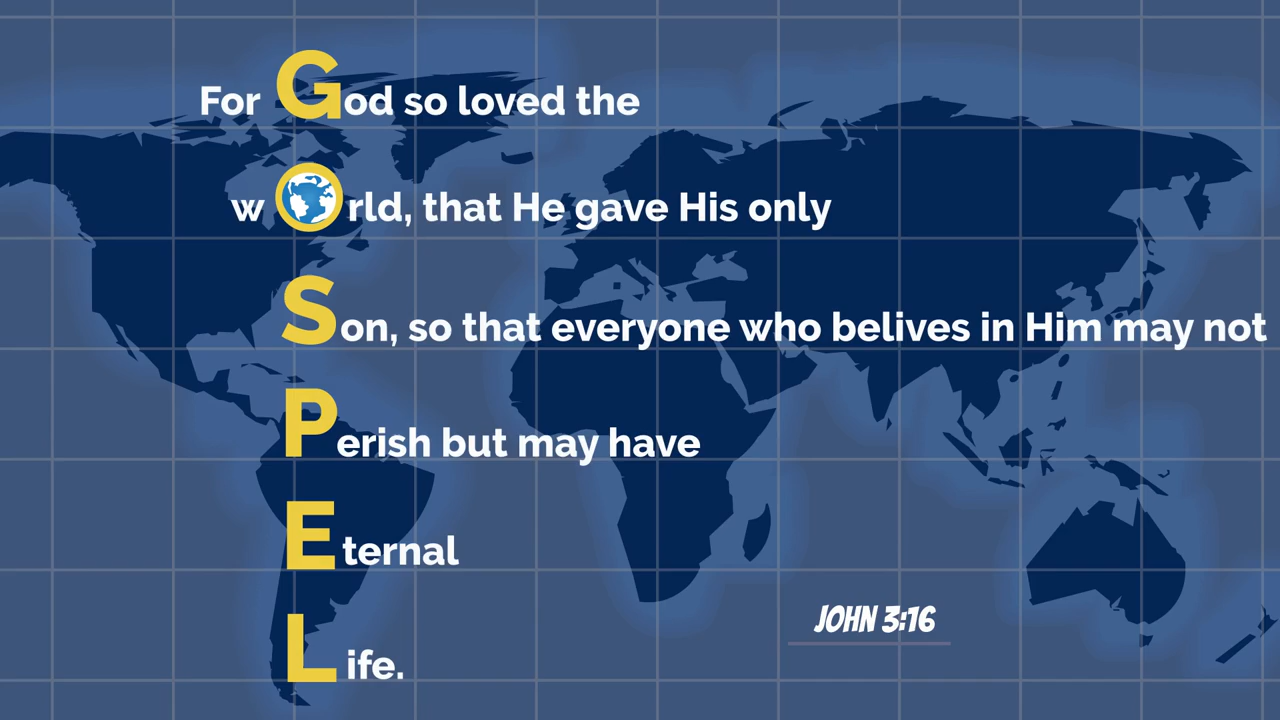 For God so loved the
world, that He gave His only
Son, so that everyone who belives in Him may not
Perish but may have
Eternal
Life.
JOHN 3:16